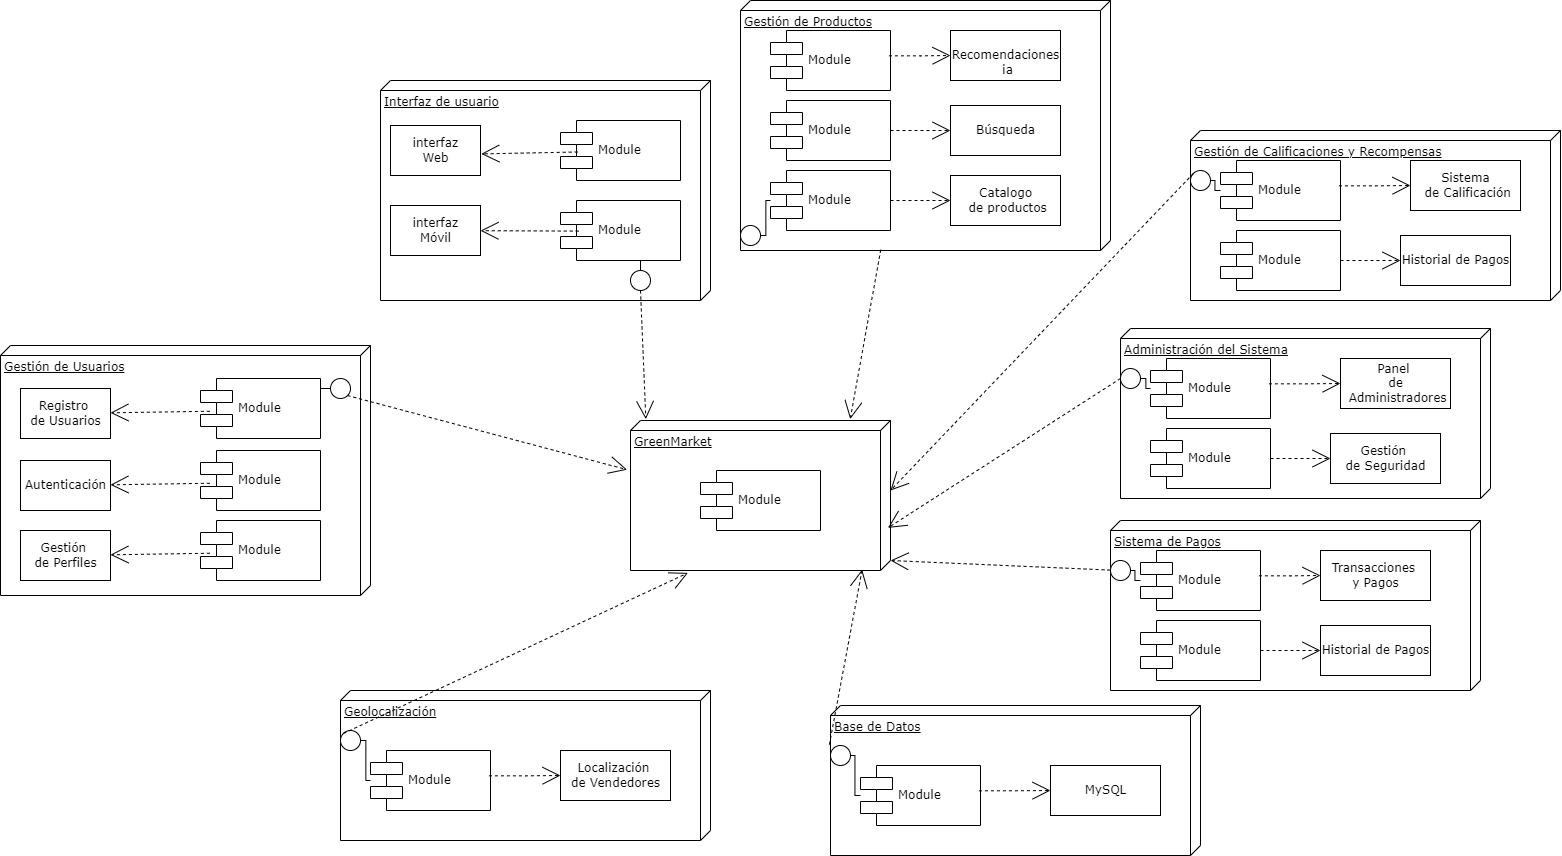 Gestión de Productos
Module
Recomendaciones
ia
Module
Búsqueda
Module
Catalogo
de productos
Interfaz de usuario
interfaz
Web
Module
interfaz
Móvil
Module
Gestión de Calificaciones y Recompensas
Module
Sistema
de Calificación
Module
Historial de Pagos
Gestión de Usuarios
Registro
de Usuarios
Module
Autenticación
Module
Gestión
de Perfiles
Module
Administración del Sistema
Module
Panel
de
Administradores
Module
Gestión
de Seguridad
GreenMarket
Module
Sistema de Pagos
Module
Transacciones
y Pagos
Module
Historial de Pagos
Geolocalización
Module
Localización
de Vendedores
Base de Datos
Module
MySQL